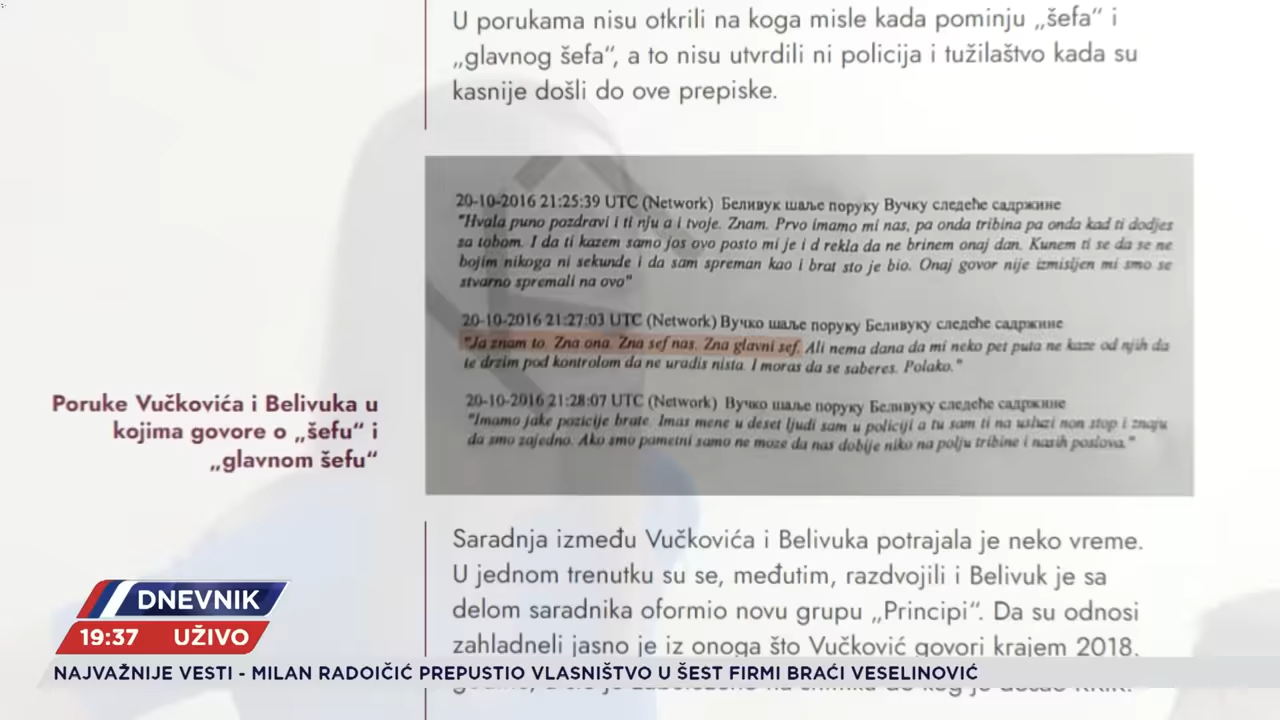 U porukama nisu otkrili na koga misle kada pominju „šefa“ i
„glavnog šefa“, a to nisu utvrdili ni policija i tužilaštvo kada su
kasnije došli do ove prepiske.
20-10-2016 21:25:39 UTC (Network) Беливук шаље поруку Вучку следеће садржине
"Hvala puno pozdravi i ti nju a i tvoje. Znam. Prvo imamo mi nas, pa onda tribina pa onda kad ti dodjes
sa tobom. I da ti kazem samo jos ovo posto mi je i d rekla da ne brinem onaj dan. Kunem ti se da se ne
bojim nikoga ni sekunde i da sam spreman kao i brat sto je bio. Onaj govor nije izmisljen mi smo se
stvarno spremali na ovo"
20-10-2016 21:27:03 UTC (Network) Вучко шаље поруку Беливуку следеће садржине
"Ja znam to. Zna ona. Zna sef nas. Zna glavni sef. Ali nema dana da mi neko pet puta ne kaze od njih da
te drzim pod kontrolom da ne uradis nista. I moras da se saberes. Polako."
20-10-2016 21:28:07 UTC (Network) Вучко шаље поруку Беливуку следеће садржине
"Imamo jake pozicije brate. Imas mene u deset ljudi sam u policiji a tu sam ti na usluzi non stop i znaju
da smo zajedno. Ako smo pametni samo ne moze da nas dobije niko na polju tribine i nasih poslova."
Poruke Vučkovića i Belivuka u
kojima govore o „šefu“ i
„glavnom šefu“
Saradnja između Vučkovića i Belivuka potrajala je neko vreme.
U jednom trenutku su se, međutim, razdvojili i Belivuk je sa
delom saradnika oformio novu grupu „Principi“. Da su odnosi
zahladneli jasno je iz onoga što Vučković govori krajem 2018.
DNEVNIK
19:37 UŽIVO
NAJVAŽNIJE VESTI - MILAN RADOIČIĆ PREPUSTIO VLASNIŠTVO U ŠEST FIRMI BRAĆI VESELINOVIĆ